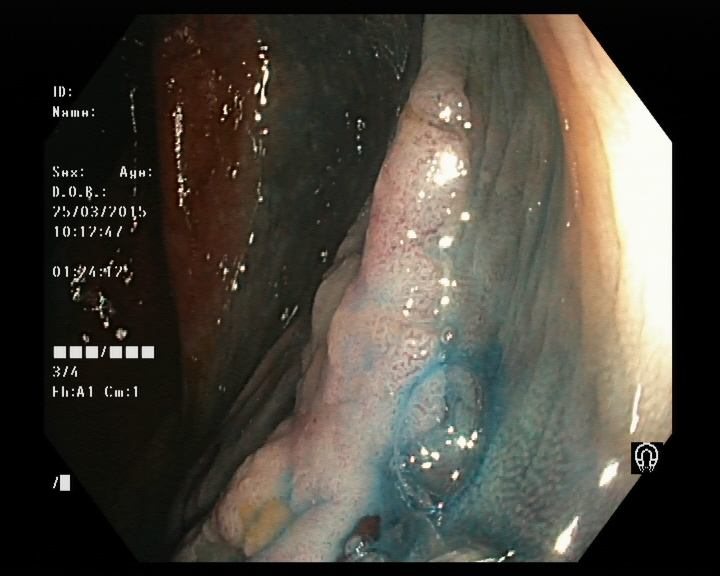 ID:
Name:
Sex: Age:
D.O.B.:
25/03/2015
10:12:47
01:24:12
■■■/■■■
3/4
Eh:A1 Cm:1
/